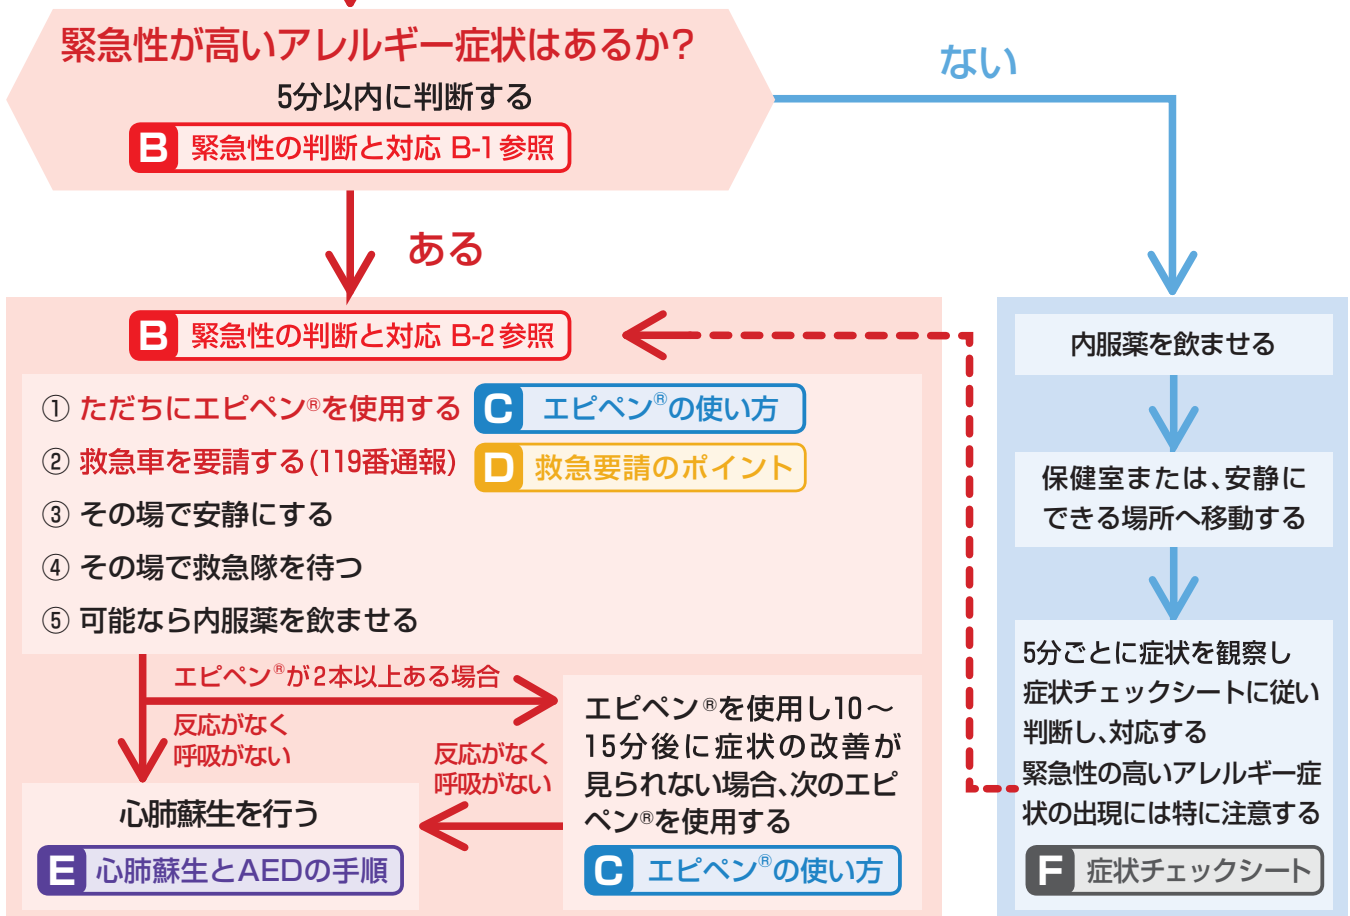 緊急性が高いアレルギー症状はあるか?
5分以内に判断する
B 緊急性の判断と対応 B-1参照
ない
ある
B 緊急性の判断と対応 B-2参照
① ただちにエピペン®を使用する C エピペン®の使い方
② 救急車を要請する(119番通報) D 救急要請のポイント
③ その場で安静にする
④ その場で救急隊を待つ
⑤ 可能なら内服薬を飲ませる
エピペン®が2本以上ある場合
反応がなく
呼吸がない
エピペン®を使用し10〜
15分後に症状の改善が
見られない場合、次のエピ
ペン®を使用する
C エピペン®の使い方
反応がなく
呼吸がない
心肺蘇生を行う
E 心肺蘇生とAEDの手順
内服薬を飲ませる
保健室または、安静に
できる場所へ移動する
5分ごとに症状を観察し
症状チェックシートに従い
判断し、対応する
緊急性の高いアレルギー症
状の出現には特に注意する
F 症状チェックシート